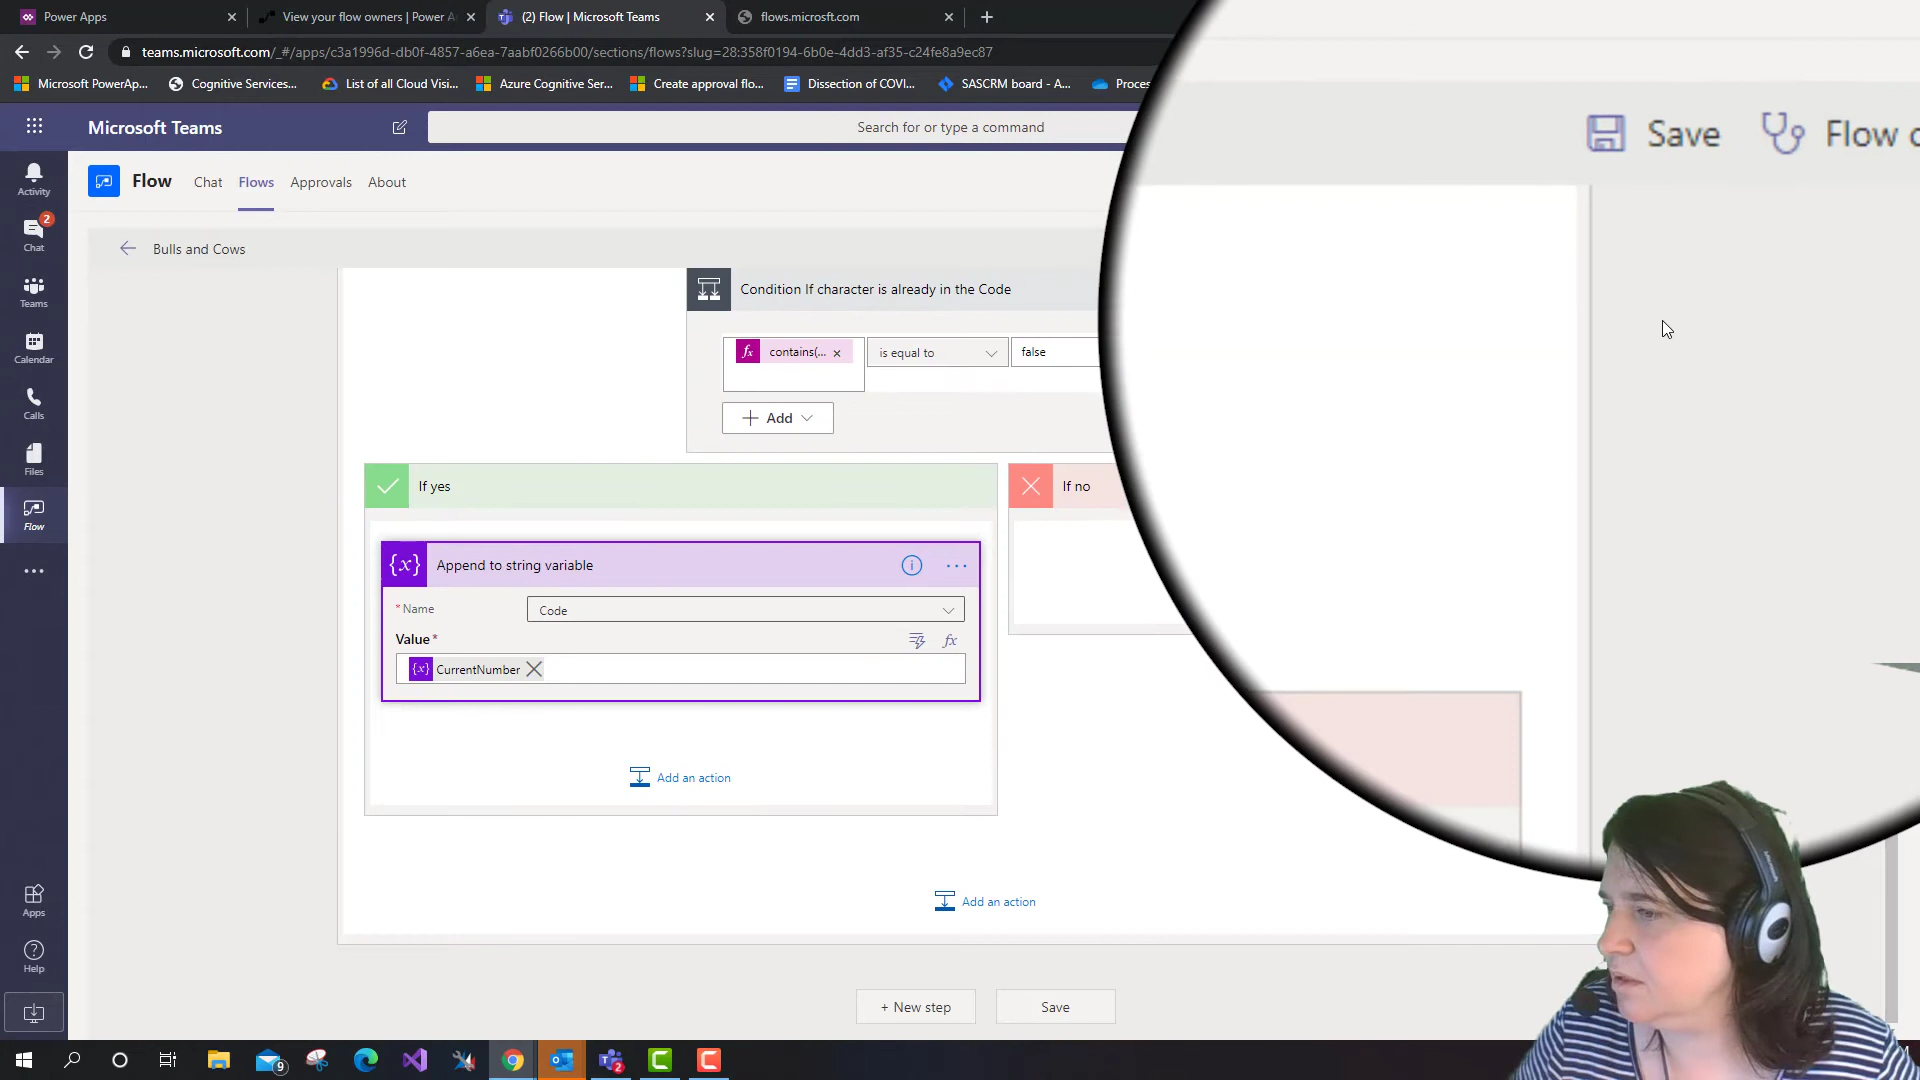 Power Apps
View your flow owners | Power A
(2) Flow | Microsoft Teams
flows.microsft.com
teams.microsoft.com/_#/apps/c3a1996d-db0f-4857-a6ea-7aabf0266b00/sections/flows?slug=28:358f0194-6b0e-4dd3-af35-c24fe8a9ec87
Microsoft PowerAp...
Cognitive Services...
List of all Cloud Visi...
Azure Cognitive Ser...
Create approval flo...
Dissection of COVI...
SASCRM board - A...
Proces
Microsoft Teams
Search for or type a command
Save
Flow
Activity
Flow
Chat
Flows
Approvals
About
2
Chat
Bulls and Cows
Teams
Condition If character is already in the Code
Calendar
fx contains(...
is equal to
false
Calls
Add
Files
If yes
If no
Flow
{x} Append to string variable
* Name
Code
Value *
fx
{x} CurrentNumber
Add an action
Add an action
Apps
Help
+ New step
Save
9
2